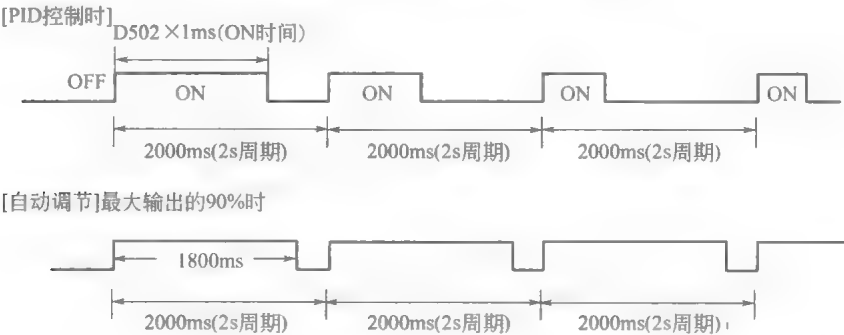 [PID控制时]
D502×1ms(ON时间)
OFF
ON ON ON ON
2000ms(2s周期) 2000ms(2s周期) 2000ms(2s周期)
[自动调节]最大输出的90%时
1800ms
2000ms(2s周期) 2000ms(2s周期) 2000ms(2s周期)